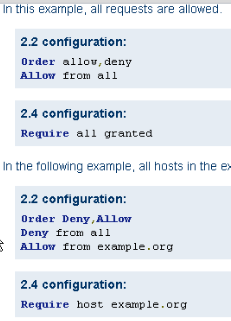 In this example, all requests are allowed.
2.2 configuration:
Order allow,deny
Allow from all
2.4 configuration:
Require all granted
In the following example, all hosts in the
2.2 configuration:
Order Deny,Allow
Deny from all
Allow from example.org
2.4 configuration:
Require host example.org